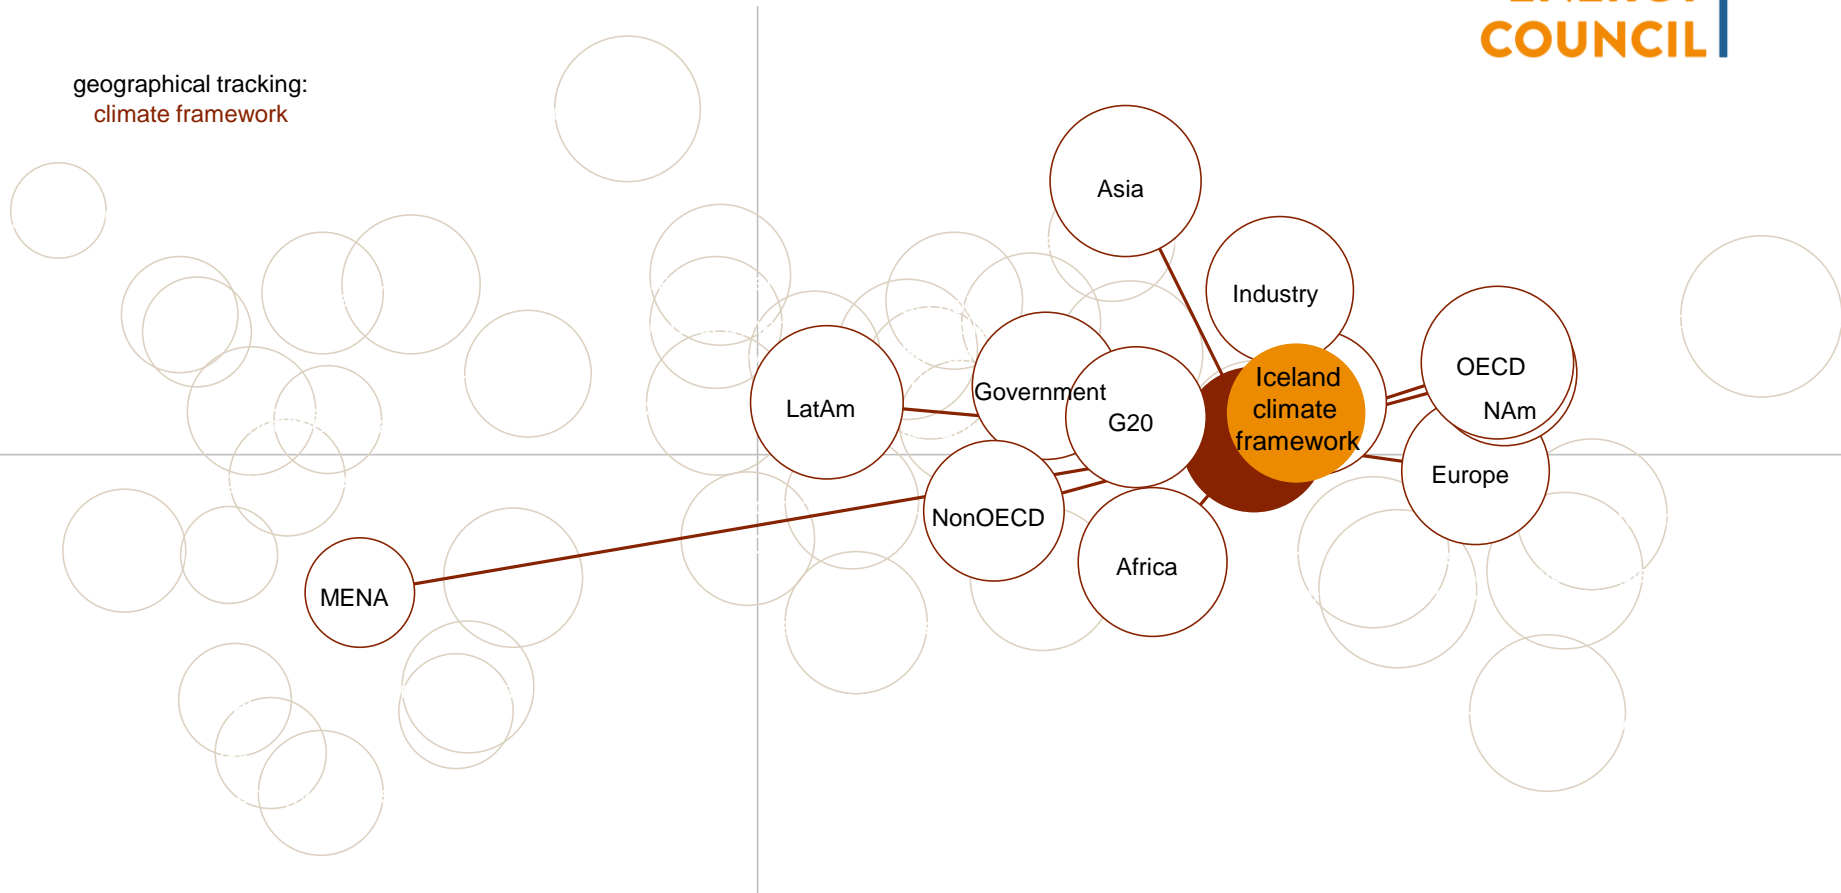 COUNCIL
geographical tracking:
climate framework
Asia
Industry
OECD
NAm
Iceland
climate
framework
Government
LatAm
G20
Europe
NonOECD
Africa
MENA